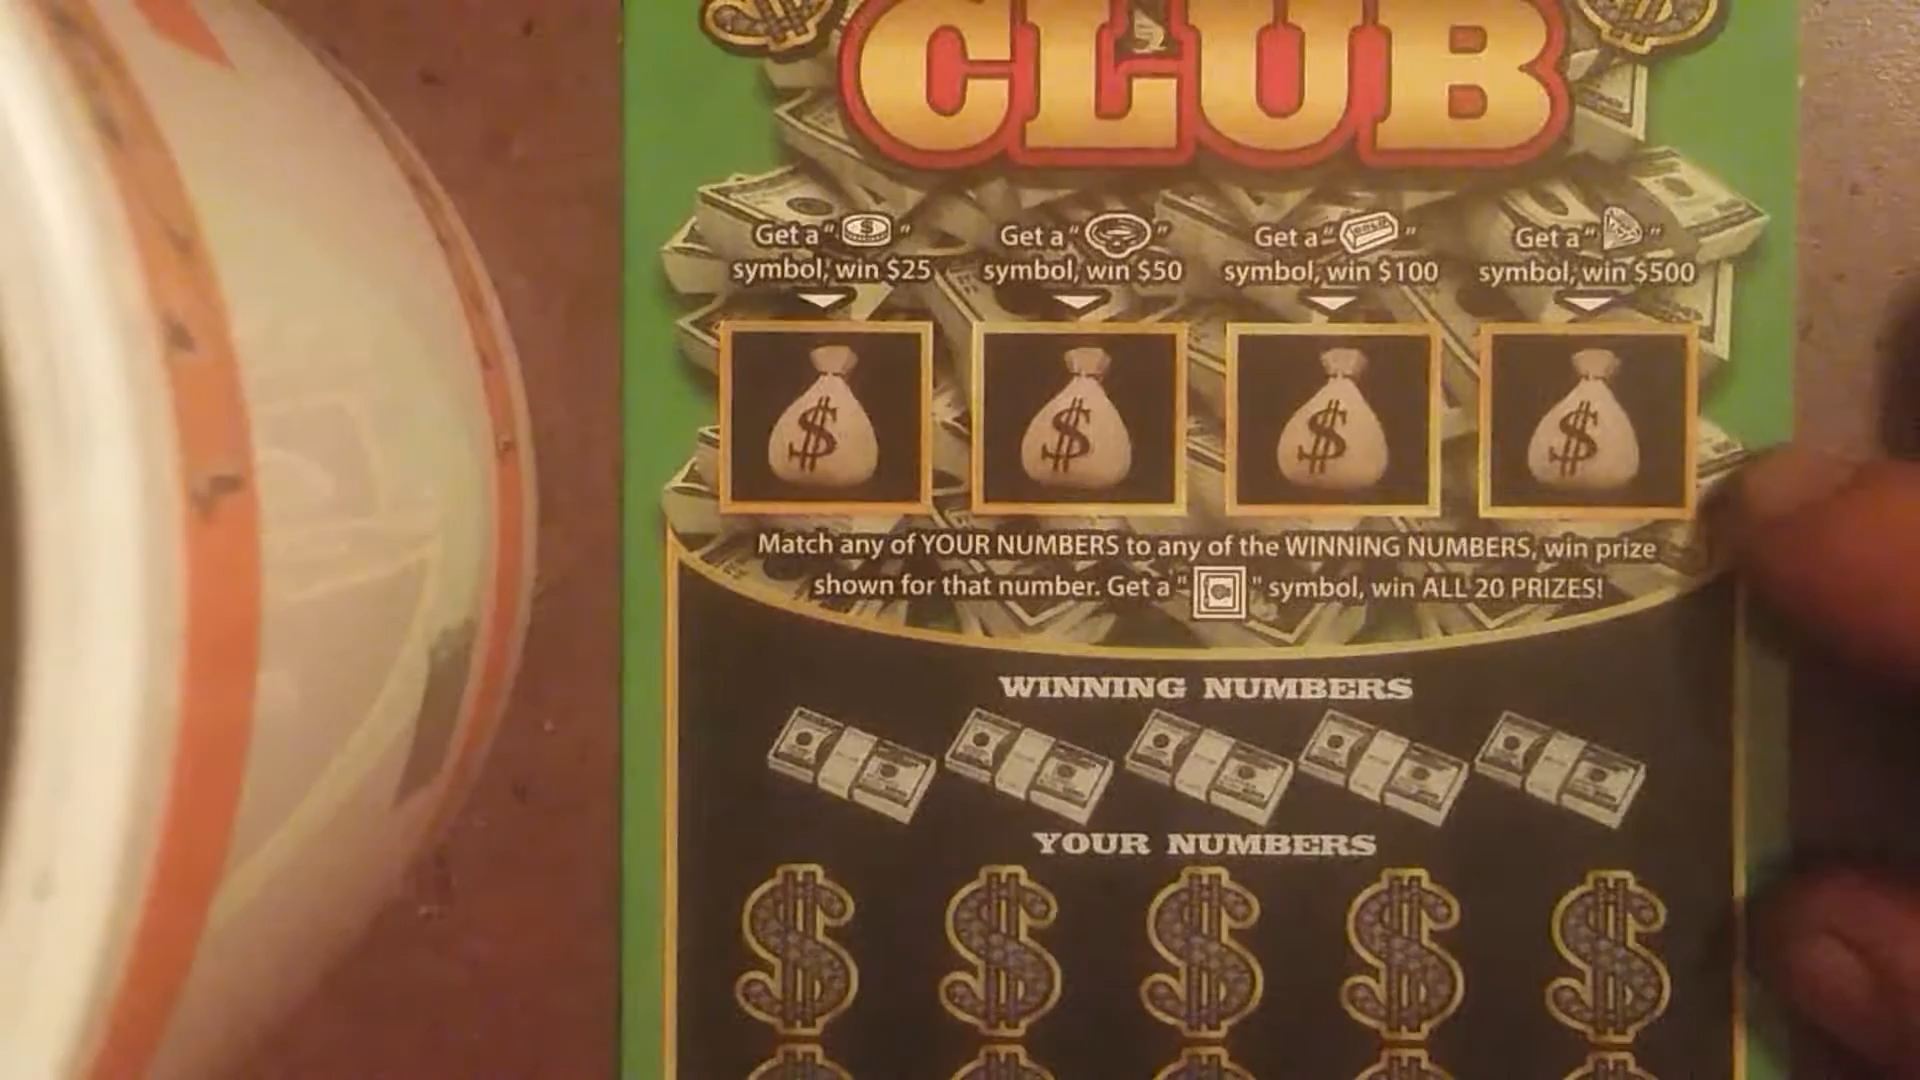 CLUB
Get a " " symbol, win $25
Get a " " symbol, win $50
Get a " " symbol, win $100
Get a " " symbol, win $500
Match any of YOUR NUMBERS to any of the WINNING NUMBERS, win prize
shown for that number. Get a " " symbol, win ALL 20 PRIZES!
WINNING NUMBERS
YOUR NUMBERS